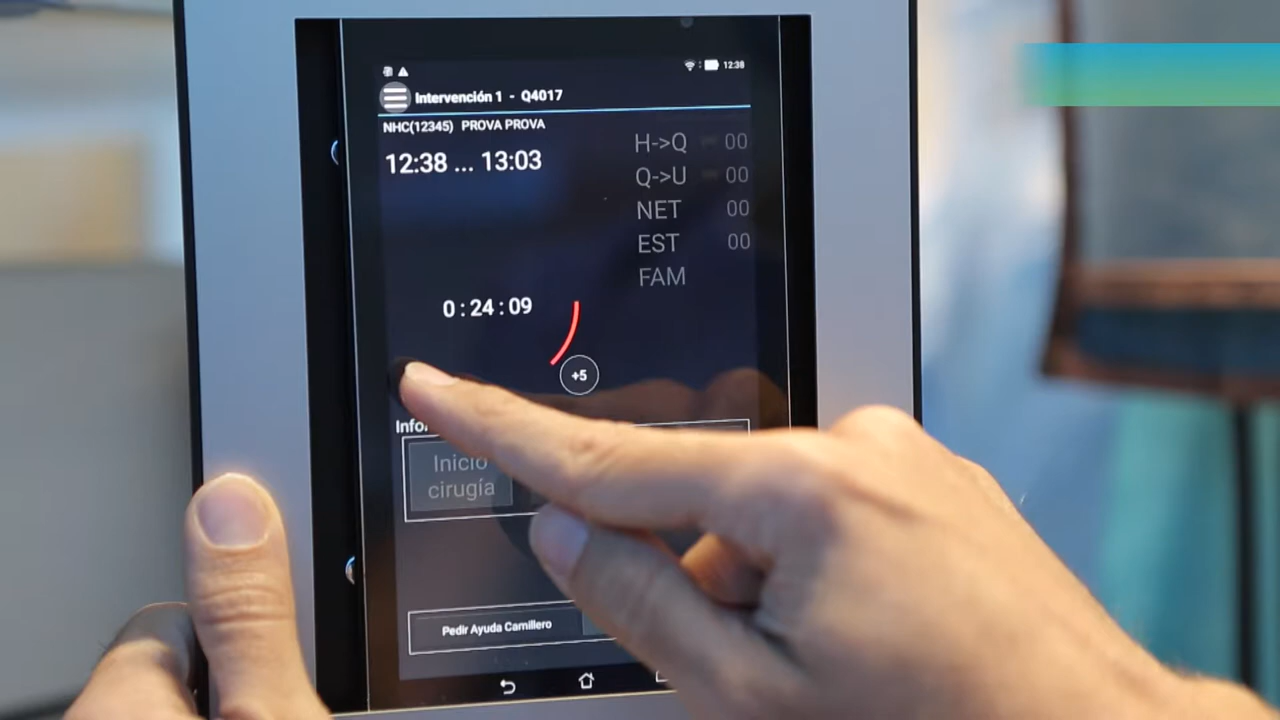 12:38
Intervención 1 - Q4017
NHC(12345) PROVA PROVA
12:38 ... 13:03
H->Q 00
Q->U 00
NET 00
EST 00
FAM
0 : 24 : 09
+5
Inicio
cirugía
Pedir Ayuda Camillero